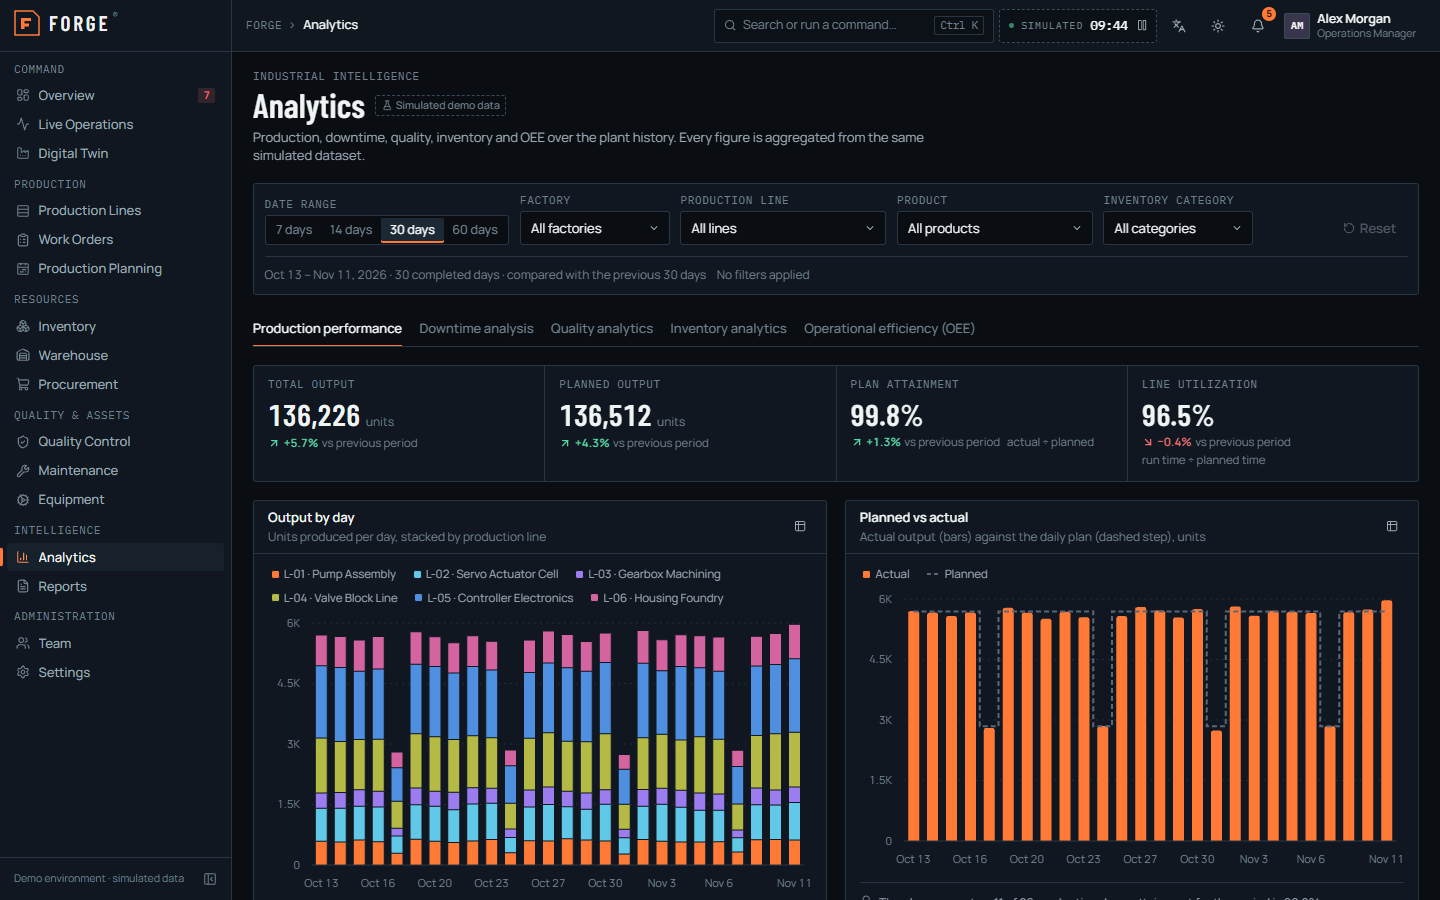 FORGE
FORGE › Analytics
Search or run a command...
Ctrl K
SIMULATED 09:44
5
AM
Alex Morgan
Operations Manager
COMMAND
Overview 7
Live Operations
Digital Twin
PRODUCTION
Production Lines
Work Orders
Production Planning
RESOURCES
Inventory
Warehouse
Procurement
QUALITY & ASSETS
Quality Control
Maintenance
Equipment
INTELLIGENCE
Analytics
Reports
ADMINISTRATION
Team
Settings
Demo environment · simulated data
INDUSTRIAL INTELLIGENCE
Analytics
Simulated demo data
Production, downtime, quality, inventory and OEE over the plant history. Every figure is aggregated from the same
simulated dataset.
DATE RANGE
7 days 14 days 30 days 60 days
FACTORY
All factories
PRODUCTION LINE
All lines
PRODUCT
All products
INVENTORY CATEGORY
All categories
Reset
Oct 13 – Nov 11, 2026 · 30 completed days · compared with the previous 30 days No filters applied
Production performance Downtime analysis Quality analytics Inventory analytics Operational efficiency (OEE)
TOTAL OUTPUT
136,226 units
+5.7% vs previous period
PLANNED OUTPUT
136,512 units
+4.3% vs previous period
PLAN ATTAINMENT
99.8%
+1.3% vs previous period actual ÷ planned
LINE UTILIZATION
96.5%
−0.4% vs previous period
run time ÷ planned time
Output by day
Units produced per day, stacked by production line
L-01 · Pump Assembly L-02 · Servo Actuator Cell L-03 · Gearbox Machining
L-04 · Valve Block Line L-05 · Controller Electronics L-06 · Housing Foundry
6K
4.5K
3K
1.5K
0
Oct 13 Oct 16 Oct 20 Oct 23 Oct 27 Oct 30 Nov 3 Nov 6 Nov 11
Planned vs actual
Actual output (bars) against the daily plan (dashed step), units
Actual Planned
6K
4.5K
3K
1.5K
0
Oct 13 Oct 16 Oct 20 Oct 23 Oct 27 Oct 30 Nov 3 Nov 6 Nov 11